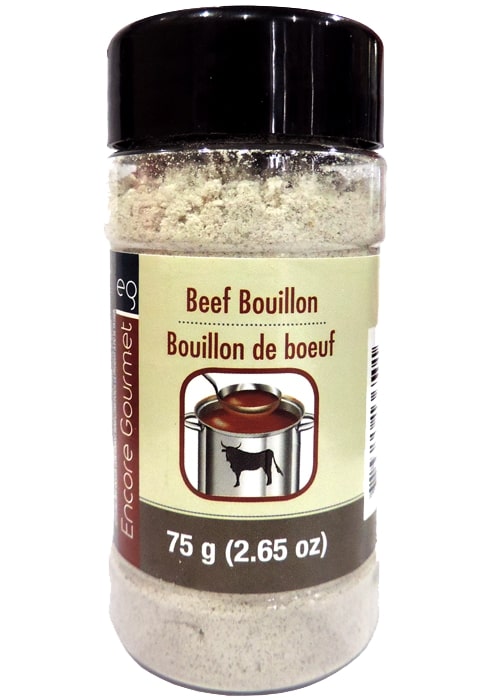 eg
Encore Gourmet
Beef Bouillon
Bouillon de boeuf
75 g (2.65 oz)